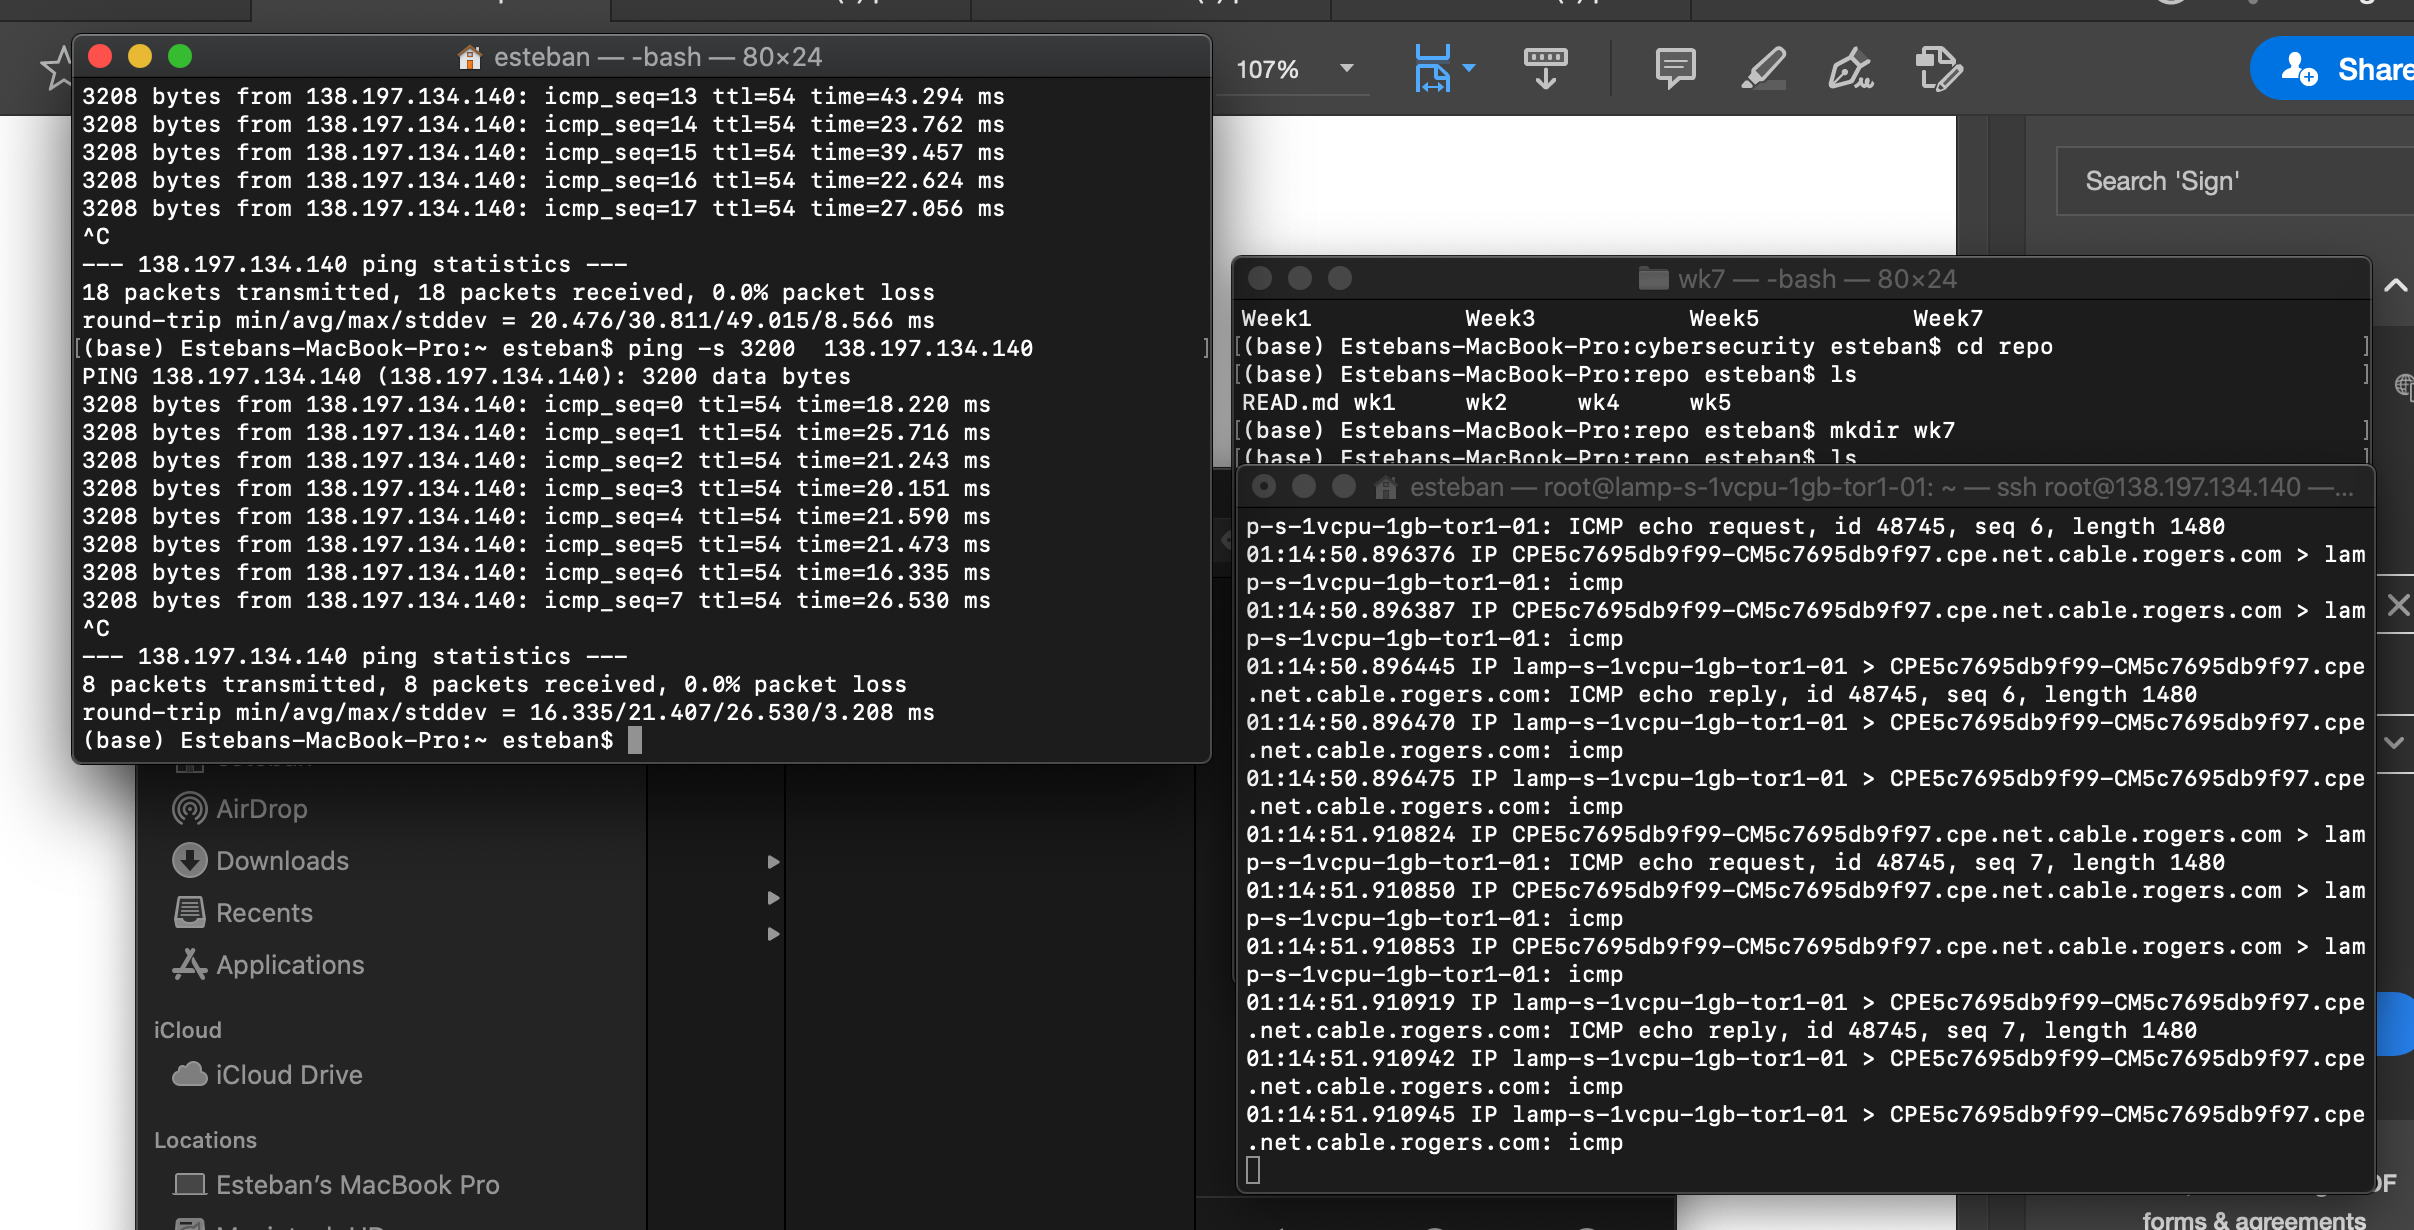 107%
Share
Search 'Sign'
esteban — -bash — 80×24
3208 bytes from 138.197.134.140: icmp_seq=13 ttl=54 time=43.294 ms
3208 bytes from 138.197.134.140: icmp_seq=14 ttl=54 time=23.762 ms
3208 bytes from 138.197.134.140: icmp_seq=15 ttl=54 time=39.457 ms
3208 bytes from 138.197.134.140: icmp_seq=16 ttl=54 time=22.624 ms
3208 bytes from 138.197.134.140: icmp_seq=17 ttl=54 time=27.056 ms
^C
--- 138.197.134.140 ping statistics ---
18 packets transmitted, 18 packets received, 0.0% packet loss
round-trip min/avg/max/stddev = 20.476/30.811/49.015/8.566 ms
[(base) Estebans-MacBook-Pro:~ esteban$ ping -s 3200  138.197.134.140 ]
PING 138.197.134.140 (138.197.134.140): 3200 data bytes
3208 bytes from 138.197.134.140: icmp_seq=0 ttl=54 time=18.220 ms
3208 bytes from 138.197.134.140: icmp_seq=1 ttl=54 time=25.716 ms
3208 bytes from 138.197.134.140: icmp_seq=2 ttl=54 time=21.243 ms
3208 bytes from 138.197.134.140: icmp_seq=3 ttl=54 time=20.151 ms
3208 bytes from 138.197.134.140: icmp_seq=4 ttl=54 time=21.590 ms
3208 bytes from 138.197.134.140: icmp_seq=5 ttl=54 time=21.473 ms
3208 bytes from 138.197.134.140: icmp_seq=6 ttl=54 time=16.335 ms
3208 bytes from 138.197.134.140: icmp_seq=7 ttl=54 time=26.530 ms
^C
--- 138.197.134.140 ping statistics ---
8 packets transmitted, 8 packets received, 0.0% packet loss
round-trip min/avg/max/stddev = 16.335/21.407/26.530/3.208 ms
(base) Estebans-MacBook-Pro:~ esteban$
wk7 — -bash — 80×24
Week1 Week3 Week5 Week7
[(base) Estebans-MacBook-Pro:cybersecurity esteban$ cd repo ]
[(base) Estebans-MacBook-Pro:repo esteban$ ls ]
READ.md wk1 wk2 wk4 wk5
[(base) Estebans-MacBook-Pro:repo esteban$ mkdir wk7 ]
[(base) Estebans-MacBook-Pro:repo esteban$ ls ]
esteban — root@lamp-s-1vcpu-1gb-tor1-01: ~ — ssh root@138.197.134.140 —...
p-s-1vcpu-1gb-tor1-01: ICMP echo request, id 48745, seq 6, length 1480
01:14:50.896376 IP CPE5c7695db9f99-CM5c7695db9f97.cpe.net.cable.rogers.com > lam
p-s-1vcpu-1gb-tor1-01: icmp
01:14:50.896387 IP CPE5c7695db9f99-CM5c7695db9f97.cpe.net.cable.rogers.com > lam
p-s-1vcpu-1gb-tor1-01: icmp
01:14:50.896445 IP lamp-s-1vcpu-1gb-tor1-01 > CPE5c7695db9f99-CM5c7695db9f97.cpe
.net.cable.rogers.com: ICMP echo reply, id 48745, seq 6, length 1480
01:14:50.896470 IP lamp-s-1vcpu-1gb-tor1-01 > CPE5c7695db9f99-CM5c7695db9f97.cpe
.net.cable.rogers.com: icmp
01:14:50.896475 IP lamp-s-1vcpu-1gb-tor1-01 > CPE5c7695db9f99-CM5c7695db9f97.cpe
.net.cable.rogers.com: icmp
01:14:51.910824 IP CPE5c7695db9f99-CM5c7695db9f97.cpe.net.cable.rogers.com > lam
p-s-1vcpu-1gb-tor1-01: ICMP echo request, id 48745, seq 7, length 1480
01:14:51.910850 IP CPE5c7695db9f99-CM5c7695db9f97.cpe.net.cable.rogers.com > lam
p-s-1vcpu-1gb-tor1-01: icmp
01:14:51.910853 IP CPE5c7695db9f99-CM5c7695db9f97.cpe.net.cable.rogers.com > lam
p-s-1vcpu-1gb-tor1-01: icmp
01:14:51.910919 IP lamp-s-1vcpu-1gb-tor1-01 > CPE5c7695db9f99-CM5c7695db9f97.cpe
.net.cable.rogers.com: ICMP echo reply, id 48745, seq 7, length 1480
01:14:51.910942 IP lamp-s-1vcpu-1gb-tor1-01 > CPE5c7695db9f99-CM5c7695db9f97.cpe
.net.cable.rogers.com: icmp
01:14:51.910945 IP lamp-s-1vcpu-1gb-tor1-01 > CPE5c7695db9f99-CM5c7695db9f97.cpe
.net.cable.rogers.com: icmp
AirDrop
Downloads
Recents
Applications
iCloud
iCloud Drive
Locations
Esteban's MacBook Pro
forms & agreements